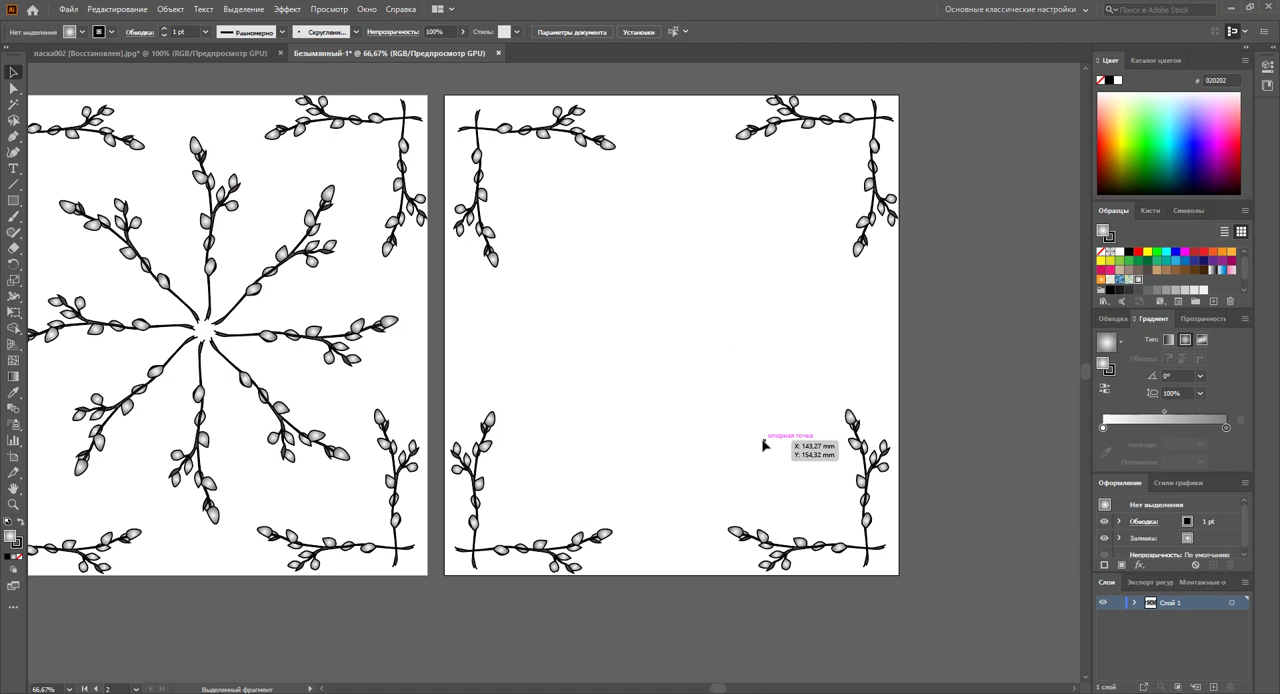 Файл Редактирование Объект Текст Выделение Эффект Просмотр Окно Справка
Основные классические настройки
Поиск в Adobe Stock
Нет выделения
Обводка: 1 pt
Равномерно
Скруглени...
Непрозрачность: 100%
Стиль:
Параметры документа
Установки
пасха002 [Восстановлен].jpg* @ 100% (RGB/Предпросмотр GPU)
Безымянный-1* @ 66,67% (RGB/Предпросмотр GPU)
Цвет Каталог цветов
# 020202
Образцы Кисти Символы
Обводка Градиент Прозрачность
Тип:
0°
100%
опорная точка
X: 143,27 mm
Y: 154,32 mm
Оформление Стили графики
Нет выделения
Обводка: 1 pt
Заливка:
Непрозрачность: По умолчанию
fx
Слои Экспорт ресур Монтажные о
Слой 1
1 слой
66,67%
2
Выделенный фрагмент